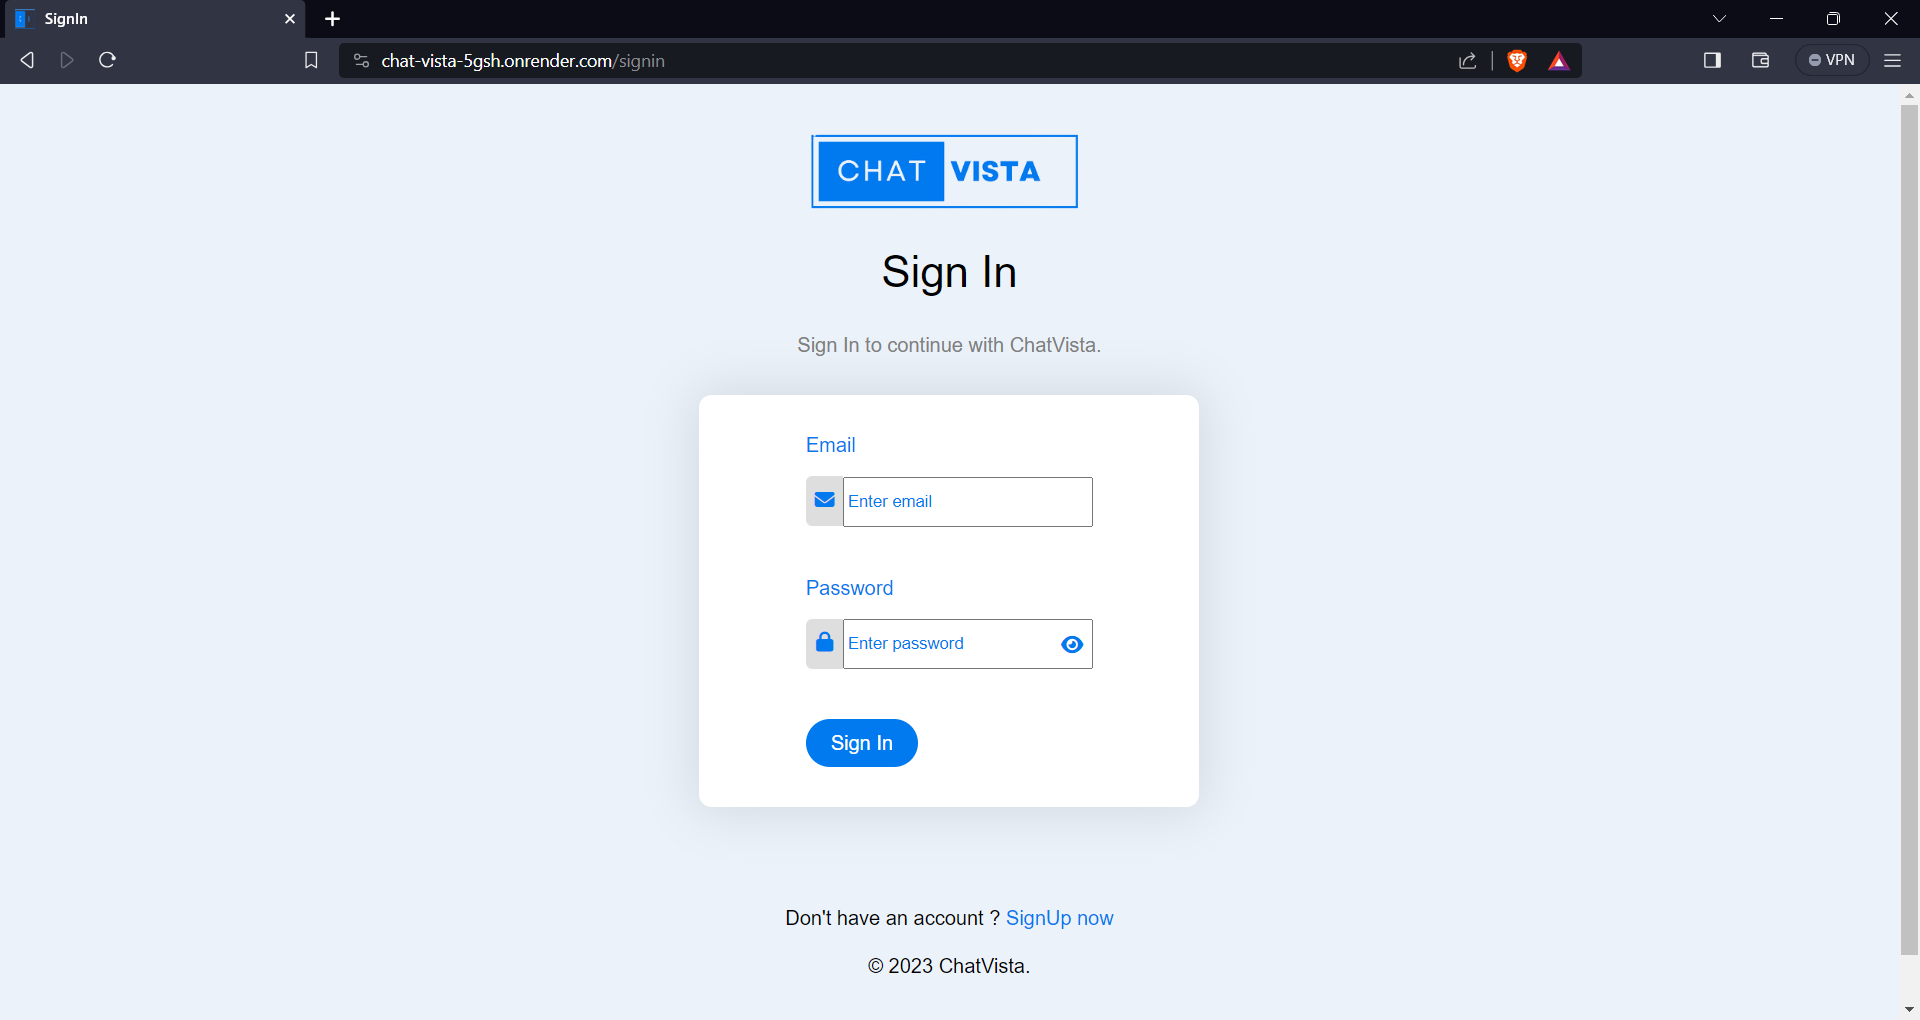 SignIn
chat-vista-5gsh.onrender.com/signin
VPN
CHAT VISTA
Sign In
Sign In to continue with ChatVista.
Email
Enter email
Password
Enter password
Sign In
Don't have an account ? SignUp now
© 2023 ChatVista.